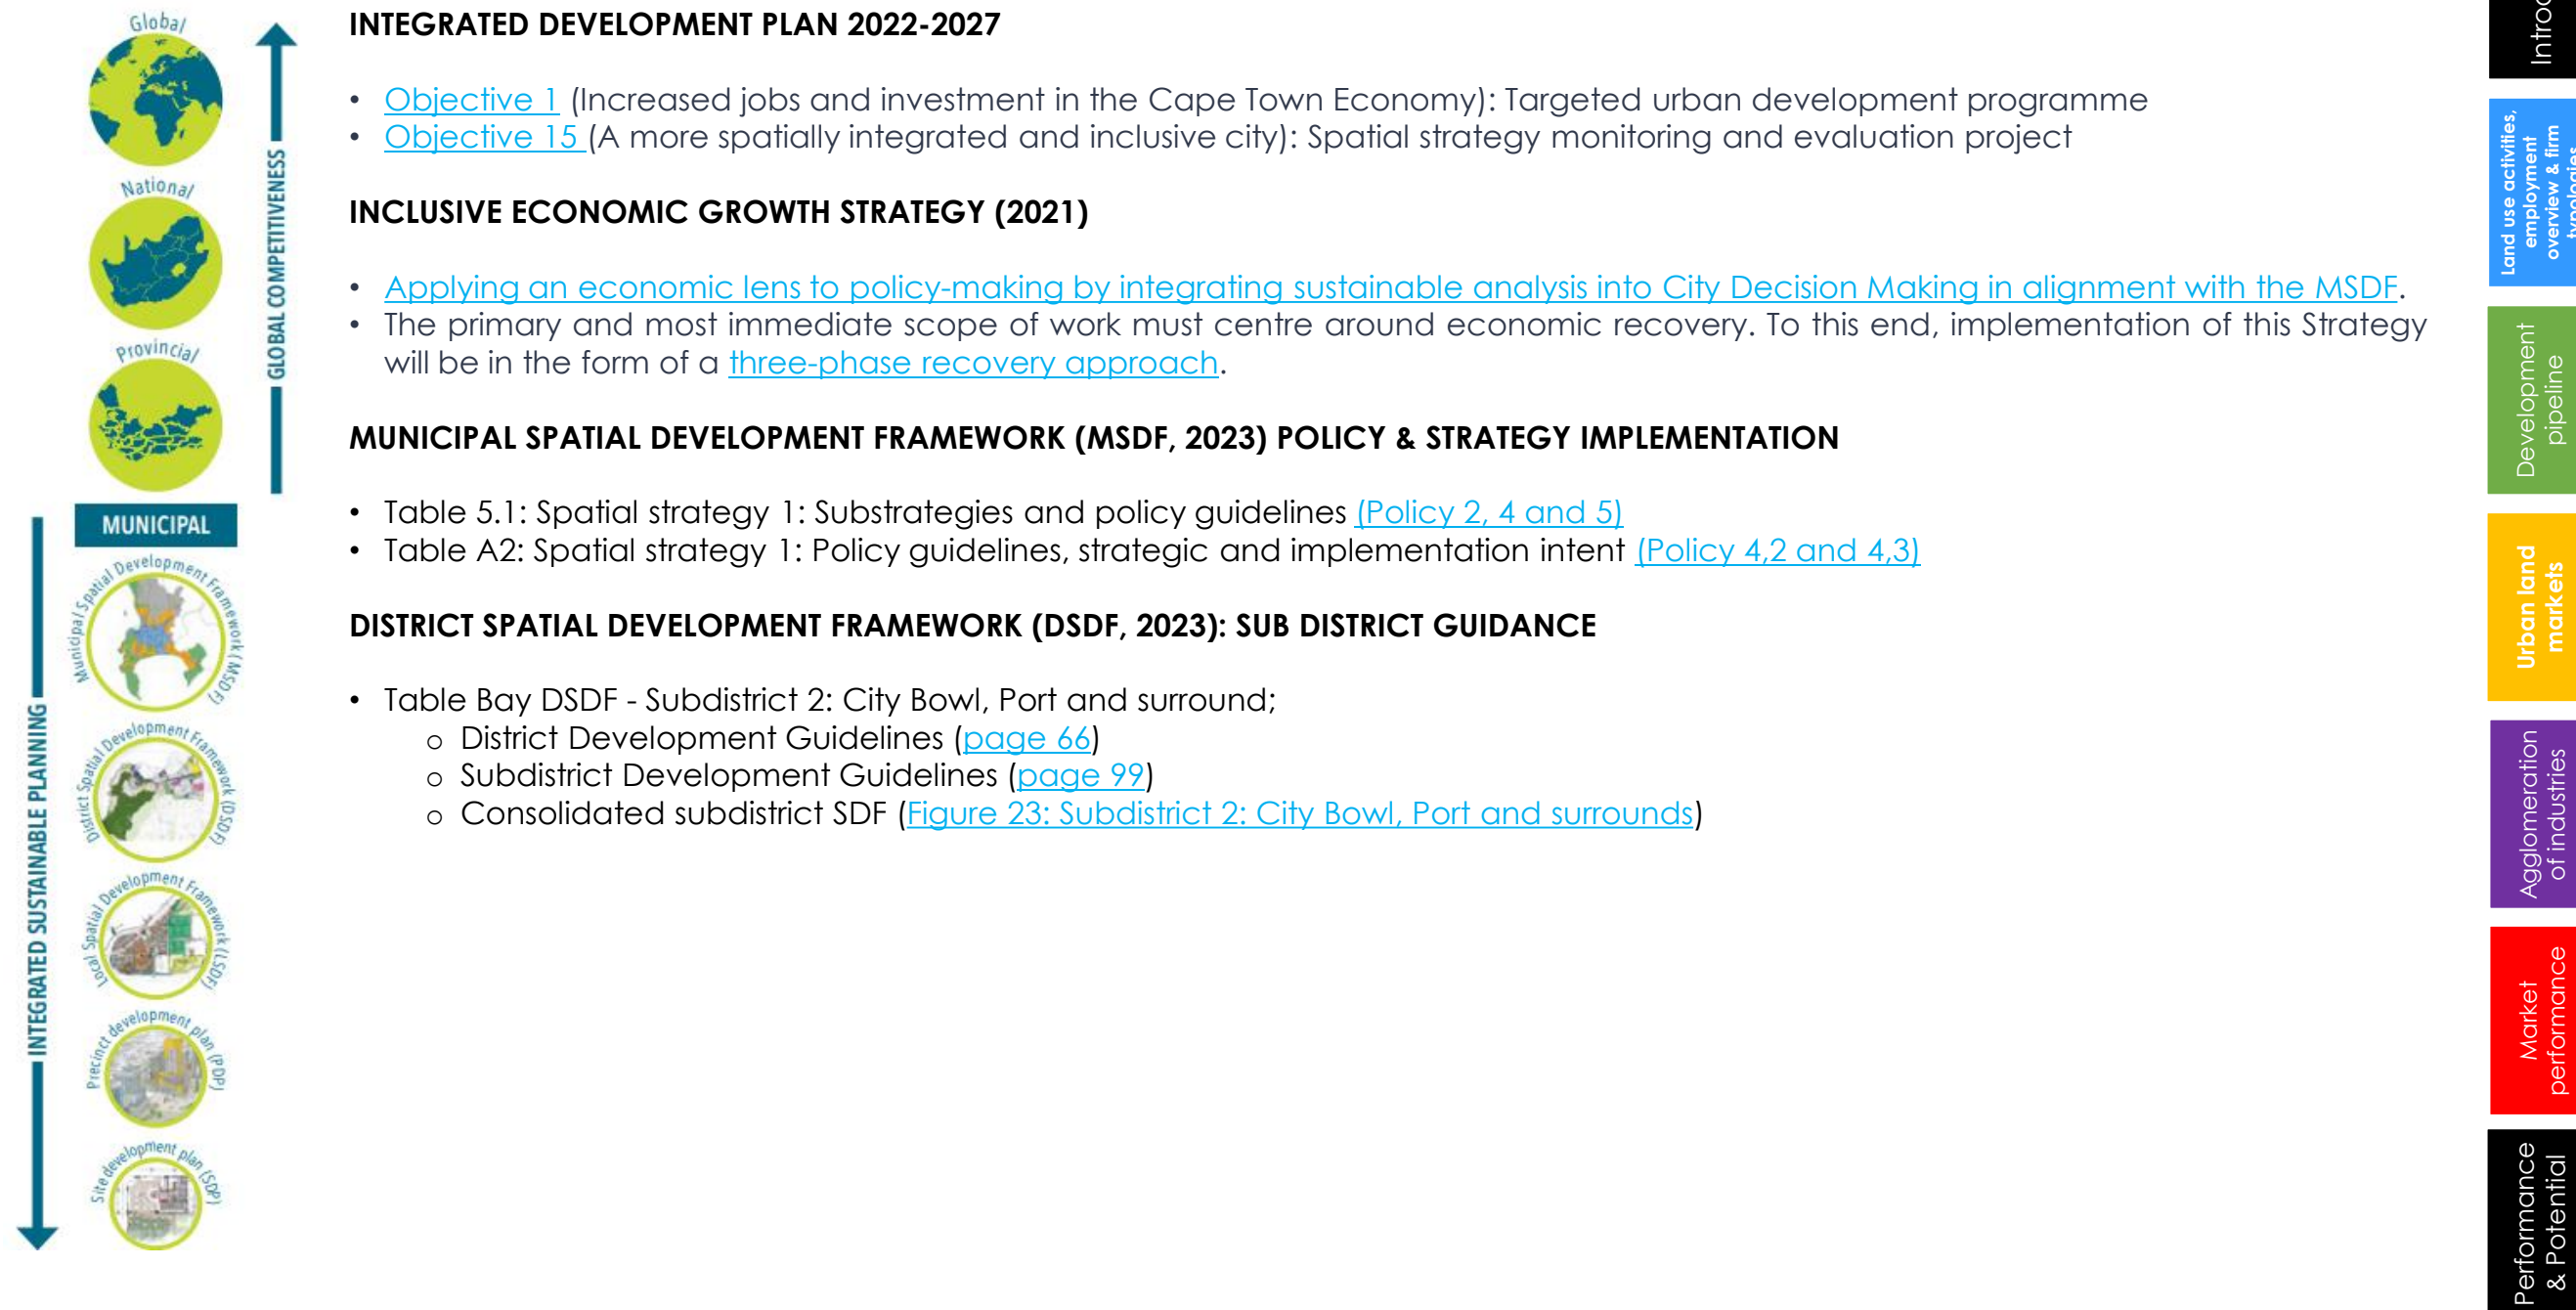 Global
National
Provincial
GLOBAL COMPETITIVENESS
MUNICIPAL
Municipal Spatial Development Framework (MSDF)
District Spatial Development Framework (DSDF)
Local Spatial Development Framework (LSDF)
Precinct development plan (PDP)
Site development plan (SDP)
INTEGRATED SUSTAINABLE PLANNING
INTEGRATED DEVELOPMENT PLAN 2022-2027
• Objective 1 (Increased jobs and investment in the Cape Town Economy): Targeted urban development programme
• Objective 15 (A more spatially integrated and inclusive city): Spatial strategy monitoring and evaluation project
INCLUSIVE ECONOMIC GROWTH STRATEGY (2021)
• Applying an economic lens to policy-making by integrating sustainable analysis into City Decision Making in alignment with the MSDF.
• The primary and most immediate scope of work must centre around economic recovery. To this end, implementation of this Strategy
will be in the form of a three-phase recovery approach.
MUNICIPAL SPATIAL DEVELOPMENT FRAMEWORK (MSDF, 2023) POLICY & STRATEGY IMPLEMENTATION
• Table 5.1: Spatial strategy 1: Substrategies and policy guidelines (Policy 2, 4 and 5)
• Table A2: Spatial strategy 1: Policy guidelines, strategic and implementation intent (Policy 4,2 and 4,3)
DISTRICT SPATIAL DEVELOPMENT FRAMEWORK (DSDF, 2023): SUB DISTRICT GUIDANCE
• Table Bay DSDF - Subdistrict 2: City Bowl, Port and surround;
o District Development Guidelines (page 66)
o Subdistrict Development Guidelines (page 99)
o Consolidated subdistrict SDF (Figure 23: Subdistrict 2: City Bowl, Port and surrounds)
Land use activities,
employment
overview & firm
typologies
Development
pipeline
Urban land
markets
Agglomeration
of industries
Market
performance
Performance
& Potential